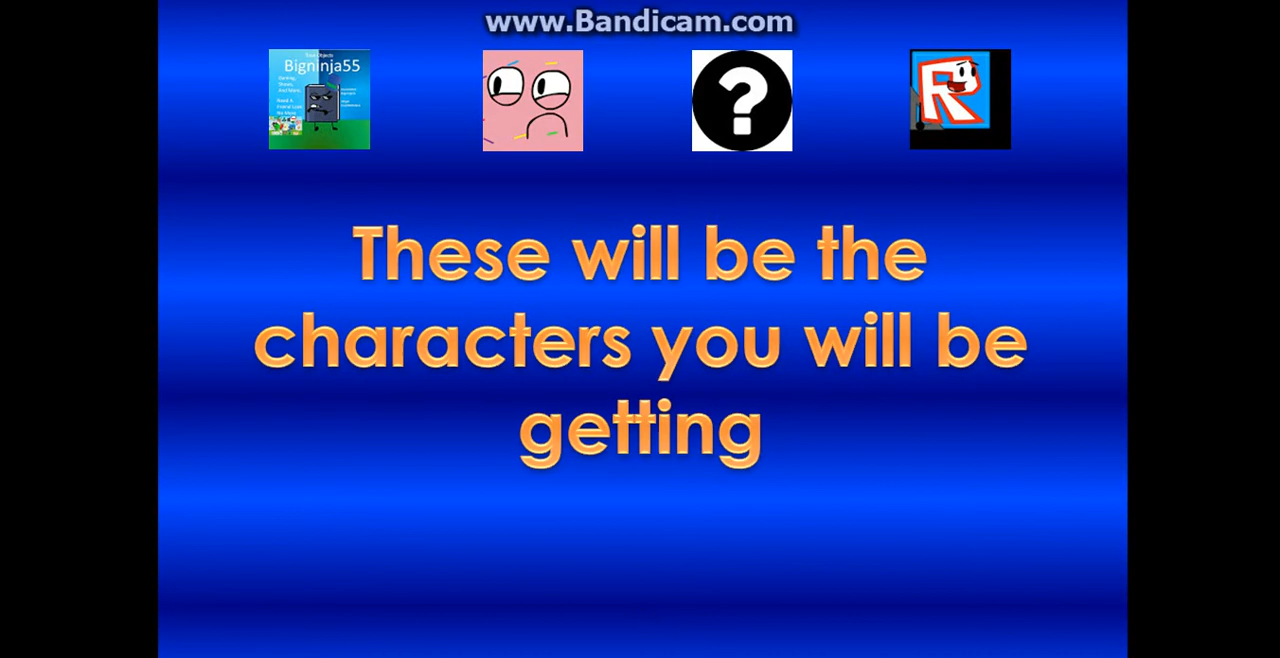 www.Bandicam.com
Bigninja55
R
?
These will be the
characters you will be
getting